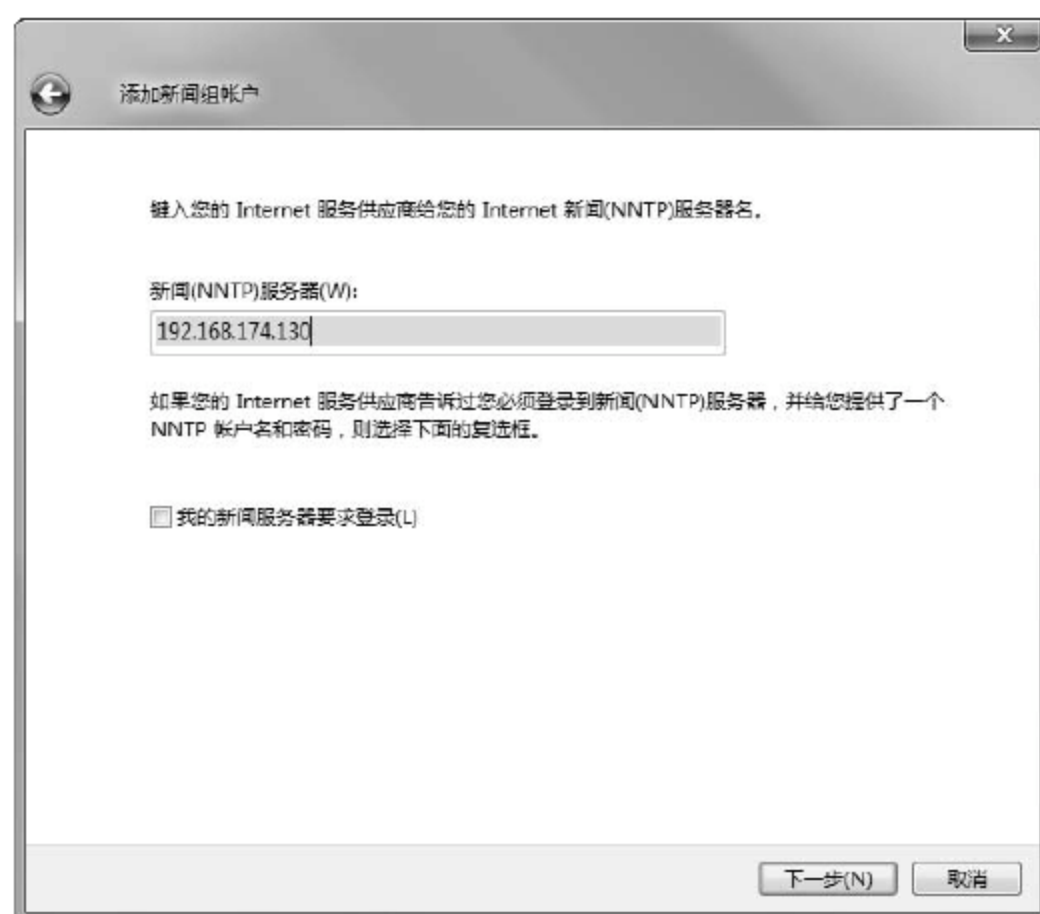 添加新闻组帐户
键入您的 Internet 服务供应商给您的 Internet 新闻(NNTP)服务器名。
新闻(NNTP)服务器(W):
192.168.174.130
如果您的 Internet 服务供应商告诉过您必须登录到新闻(NNTP)服务器，并给您提供了一个
NNTP 帐户名和密码，则选择下面的复选框。
我的新闻服务器要求登录(L)
下一步(N)
取消